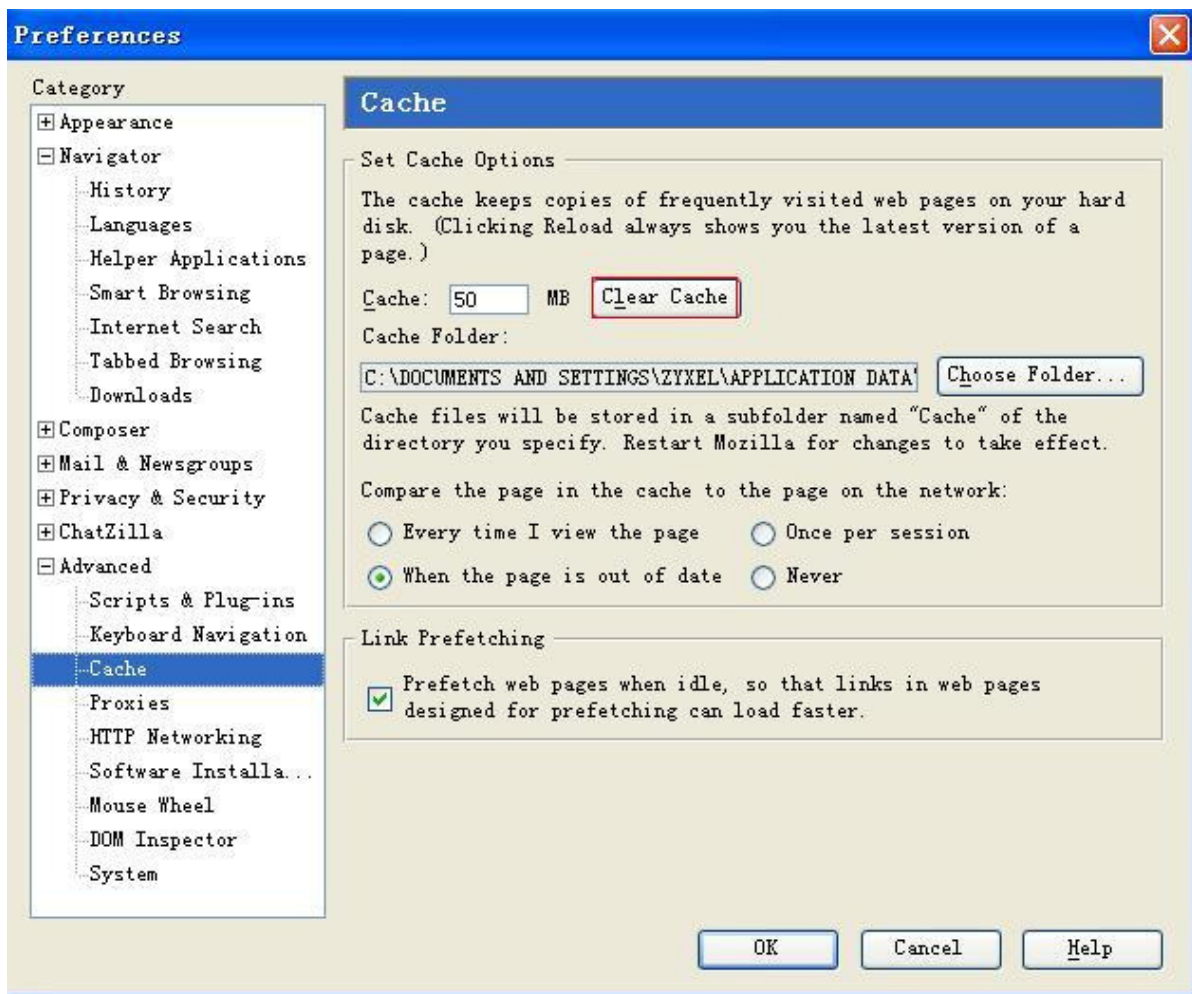 Preferences
Category
Appearance
Navigator
History
Languages
Helper Applications
Smart Browsing
Internet Search
Tabbed Browsing
Downloads
Composer
Mail & Newsgroups
Privacy & Security
ChatZilla
Advanced
Scripts & Plug-ins
Keyboard Navigation
Cache
Proxies
HTTP Networking
Software Installa...
Mouse Wheel
DOM Inspector
System
Cache
Set Cache Options
The cache keeps copies of frequently visited web pages on your hard
disk. (Clicking Reload always shows you the latest version of a
page.)
Cache: 50 MB Clear Cache
Cache Folder:
C:\DOCUMENTS AND SETTINGS\ZYXEL\APPLICATION DATA\ Choose Folder...
Cache files will be stored in a subfolder named "Cache" of the
directory you specify. Restart Mozilla for changes to take effect.
Compare the page in the cache to the page on the network:
Every time I view the page Once per session
When the page is out of date Never
Link Prefetching
Prefetch web pages when idle, so that links in web pages
designed for prefetching can load faster.
OK Cancel Help